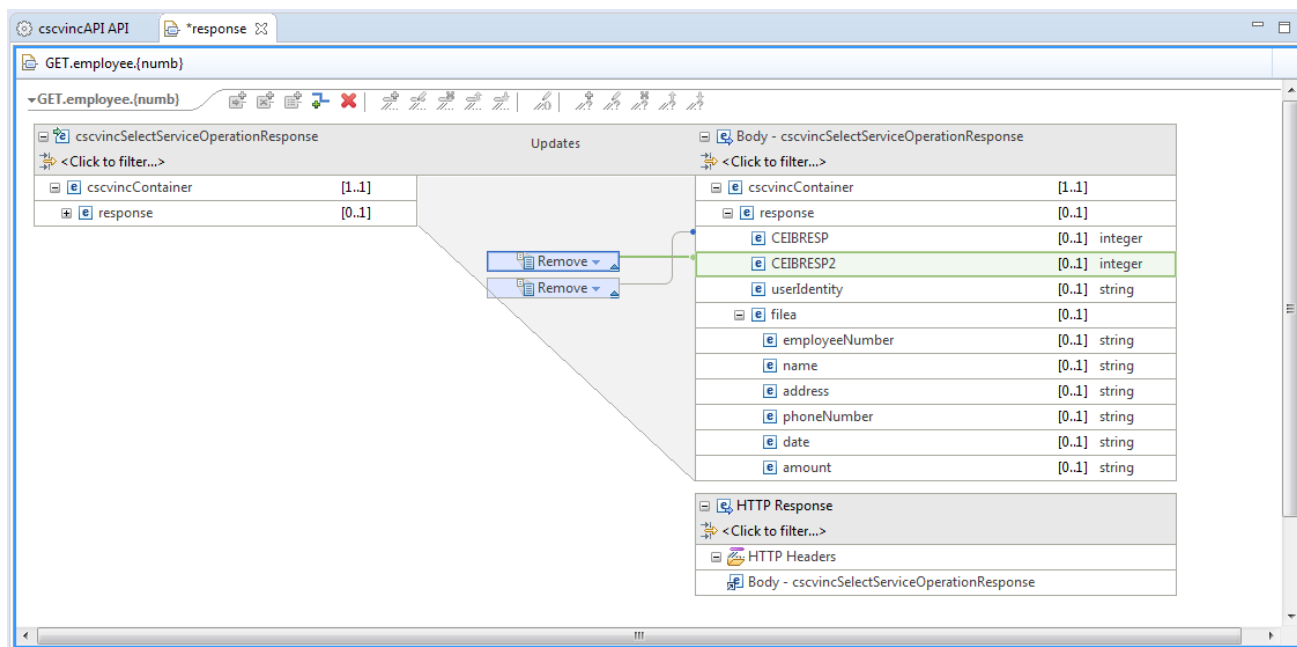 cscvincAPI API *response
GET.employee.{numb}
GET.employee.{numb}
cscvincSelectServiceOperationResponse
<Click to filter...>
cscvincContainer [1..1]
response [0..1]
Updates
Remove
Remove
Body - cscvincSelectServiceOperationResponse
<Click to filter...>
cscvincContainer [1..1]
response [0..1]
CEIBRESP [0..1] integer
CEIBRESP2 [0..1] integer
userIdentity [0..1] string
filea [0..1]
employeeNumber [0..1] string
name [0..1] string
address [0..1] string
phoneNumber [0..1] string
date [0..1] string
amount [0..1] string
HTTP Response
<Click to filter...>
HTTP Headers
Body - cscvincSelectServiceOperationResponse